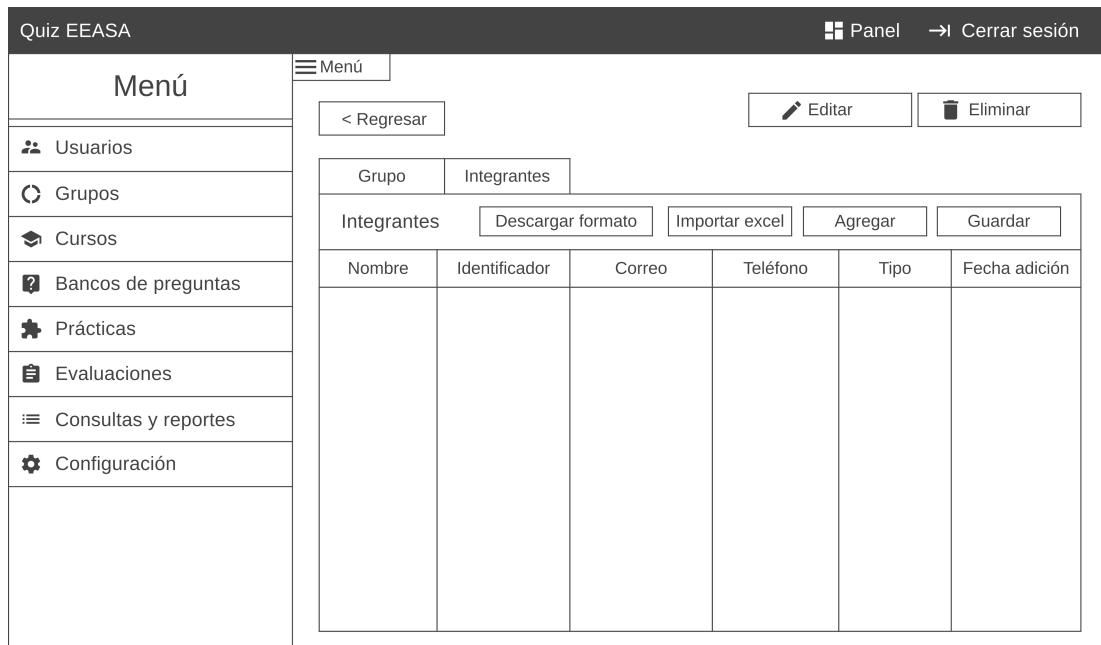 Quiz EEASA
Panel
Cerrar sesión
Menú
Usuarios
Grupos
Cursos
Bancos de preguntas
Prácticas
Evaluaciones
Consultas y reportes
Configuración
Menú
< Regresar
Editar
Eliminar
Grupo
Integrantes
Integrantes
Descargar formato
Importar excel
Agregar
Guardar
Nombre
Identificador
Correo
Teléfono
Tipo
Fecha adición